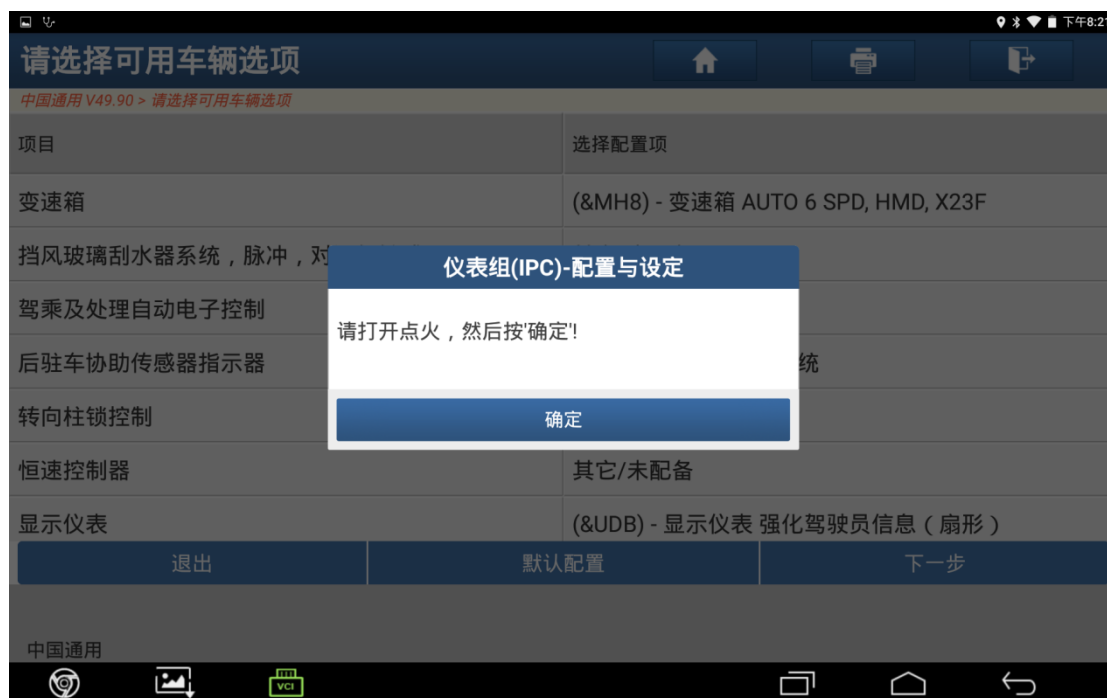 下午8:21
请选择可用车辆选项
中国通用 V49.90 > 请选择可用车辆选项
项目
选择配置项
变速箱
(&MH8) - 变速箱 AUTO 6 SPD, HMD, X23F
挡风玻璃刮水器系统，脉冲，对
仪表组(IPC)-配置与设定
驾乘及处理自动电子控制
请打开点火，然后按'确定'!
后驻车协助传感器指示器
统
转向柱锁控制
确定
恒速控制器
其它/未配备
显示仪表
(&UDB) - 显示仪表 强化驾驶员信息（扇形）
退出
默认配置
下一步
中国通用
VCI